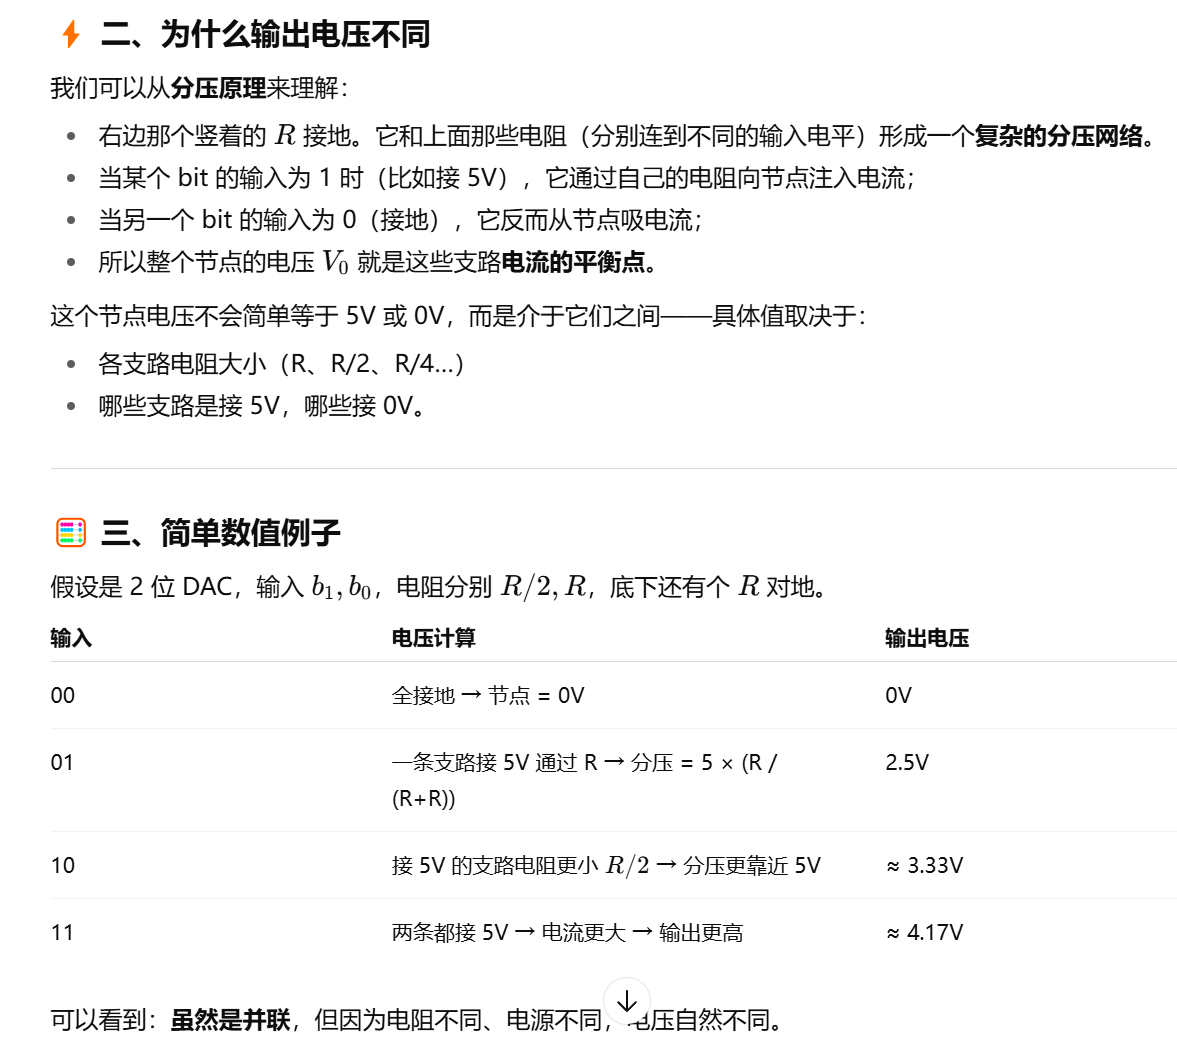 二、为什么输出电压不同
我们可以从分压原理来理解：
• 右边那个竖着的 R 接地。它和上面那些电阻（分别连到不同的输入电平）形成一个复杂的分压网络。
• 当某个 bit 的输入为 1 时（比如接 5V），它通过自己的电阻向节点注入电流；
• 当另一个 bit 的输入为 0（接地），它反而从节点吸电流；
• 所以整个节点的电压 V₀ 就是这些支路电流的平衡点。
这个节点电压不会简单等于 5V 或 0V，而是介于它们之间——具体值取决于：
• 各支路电阻大小（R、R/2、R/4…）
• 哪些支路是接 5V，哪些接 0V。
三、简单数值例子
假设是 2 位 DAC，输入 b₁, b₀，电阻分别 R/2, R，底下还有个 R 对地。
输入 电压计算 输出电压
00 全接地 → 节点 = 0V 0V
01 一条支路接 5V 通过 R → 分压 = 5 × (R / 2.5V
(R+R))
10 接 5V 的支路电阻更小 R/2 → 分压更靠近 5V ≈ 3.33V
11 两条都接 5V → 电流更大 → 输出更高 ≈ 4.17V
可以看到：虽然是并联，但因为电阻不同、电源不同，电压自然不同。